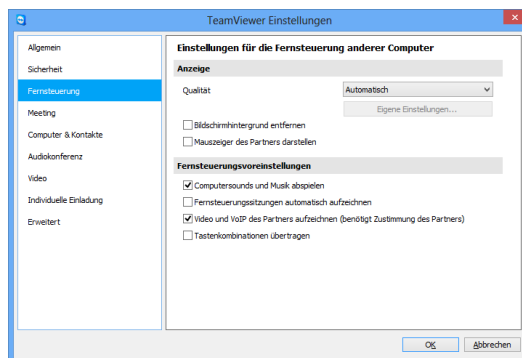 TeamViewer Einstellungen
Allgemein
Sicherheit
Fernsteuerung
Meeting
Computer & Kontakte
Audiokonferenz
Video
Individuelle Einladung
Erweitert
Einstellungen für die Fernsteuerung anderer Computer
Anzeige
Qualität
Automatisch
Eigene Einstellungen...
Bildschirmhintergrund entfernen
Mauszeiger des Partners darstellen
Fernsteuerungsvoreinstellungen
Computersounds und Musik abspielen
Fernsteuerungssitzungen automatisch aufzeichnen
Video und VoIP des Partners aufzeichnen (benötigt Zustimmung des Partners)
Tastenkombinationen übertragen
OK
Abbrechen